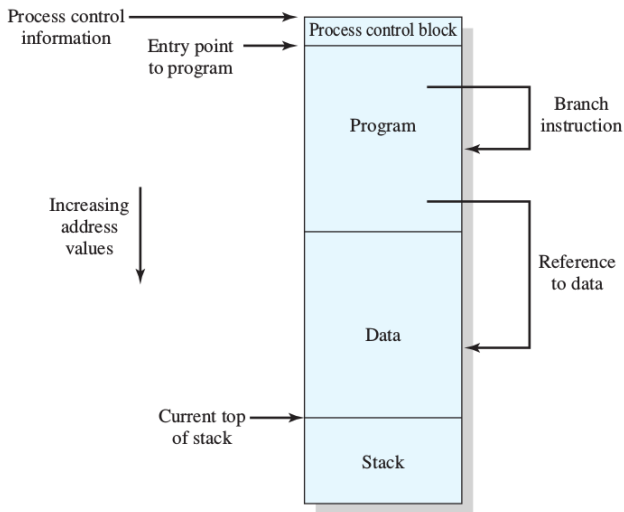 Process control
information
Process control block
Entry point
to program
Program
Branch
instruction
Increasing
address
values
Reference
to data
Data
Current top
of stack
Stack